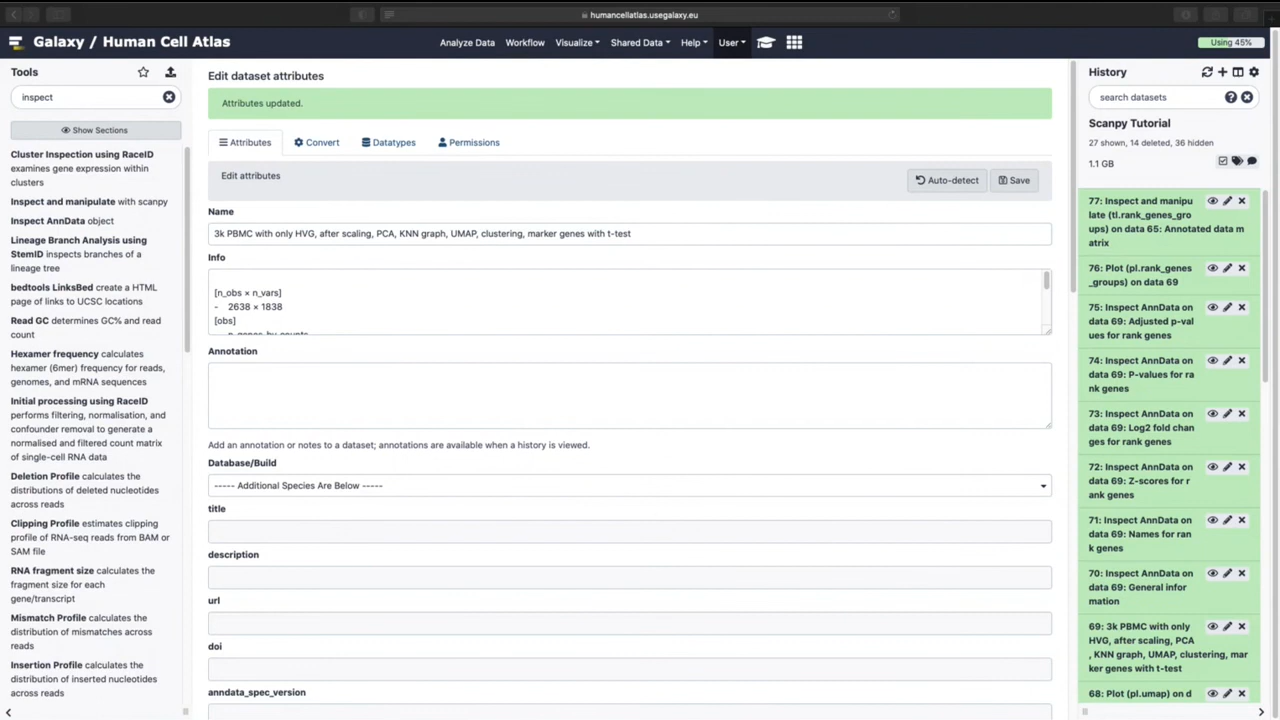 humancellatlas.usegalaxy.eu
Galaxy / Human Cell Atlas
Analyze Data
Workflow
Visualize
Shared Data
Help
User
Using 45%
Tools
inspect
Show Sections
Cluster Inspection using RaceID
examines gene expression within
clusters
Inspect and manipulate with scanpy
Inspect AnnData object
Lineage Branch Analysis using
StemID inspects branches of a
lineage tree
bedtools LinksBed create a HTML
page of links to UCSC locations
Read GC determines GC% and read
count
Hexamer frequency calculates
hexamer (6mer) frequency for reads,
genomes, and mRNA sequences
Initial processing using RaceID
performs filtering, normalisation, and
confounder removal to generate a
normalised and filtered count matrix
of single-cell RNA data
Deletion Profile calculates the
distributions of deleted nucleotides
across reads
Clipping Profile estimates clipping
profile of RNA-seq reads from BAM or
SAM file
RNA fragment size calculates the
fragment size for each
gene/transcript
Mismatch Profile calculates the
distribution of mismatches across
reads
Insertion Profile calculates the
distribution of inserted nucleotides
across reads
Edit dataset attributes
Attributes updated.
Attributes
Convert
Datatypes
Permissions
Edit attributes
Auto-detect
Save
Name
3k PBMC with only HVG, after scaling, PCA, KNN graph, UMAP, clustering, marker genes with t-test
Info
[n_obs × n_vars]
- 2638 × 1838
[obs]
n_genes_by_counts
Annotation
Add an annotation or notes to a dataset; annotations are available when a history is viewed.
Database/Build
----- Additional Species Are Below -----
title
description
url
doi
anndata_spec_version
History
search datasets
Scanpy Tutorial
27 shown, 14 deleted, 36 hidden
1.1 GB
77: Inspect and manipu
late (tl.rank_genes_gro
ups) on data 65: Annotated data m
atrix
76: Plot (pl.rank_genes
_groups) on data 69
75: Inspect AnnData on
data 69: Adjusted p-val
ues for rank genes
74: Inspect AnnData on
data 69: P-values for ra
nk genes
73: Inspect AnnData on
data 69: Log2 fold chan
ges for rank genes
72: Inspect AnnData on
data 69: Z-scores for r
ank genes
71: Inspect AnnData on
data 69: Names for ran
k genes
70: Inspect AnnData on
data 69: General infor
mation
69: 3k PBMC with only
HVG, after scaling, PCA
, KNN graph, UMAP, clustering, mar
ker genes with t-test
68: Plot (pl.umap) on d